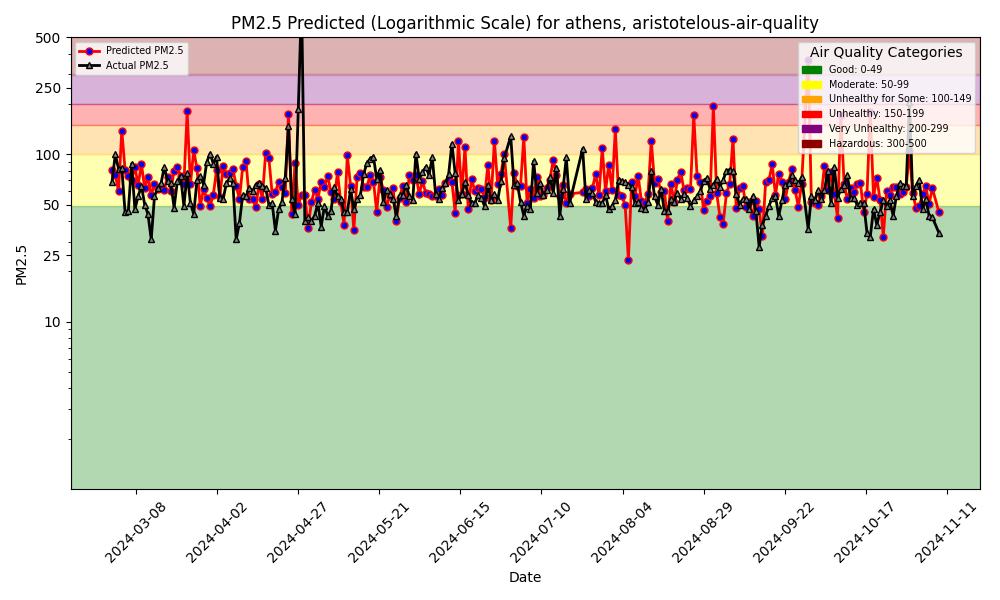 PM2.5 Predicted (Logarithmic Scale) for athens, aristotelous-air-quality
Predicted PM2.5
Actual PM2.5
Air Quality Categories
Good: 0-49
Moderate: 50-99
Unhealthy for Some: 100-149
Unhealthy: 150-199
Very Unhealthy: 200-299
Hazardous: 300-500
PM2.5
500
250
100
50
25
10
2024-03-08
2024-04-02
2024-04-27
2024-05-21
2024-06-15
2024-07-10
2024-08-04
2024-08-29
2024-09-22
2024-10-17
2024-11-11
Date